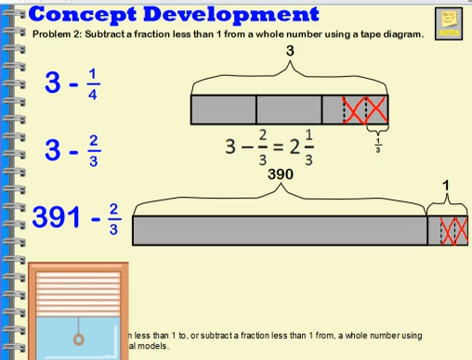 Concept Development
Problem 2: Subtract a fraction less than 1 from a whole number using a tape diagram.
3
3 - 1/4
3 - 2/3
3 - 2/3 = 2 1/3
1/3
390
1
391 - 2/3
less than 1 to, or subtract a fraction less than 1 from, a whole number using
al models.